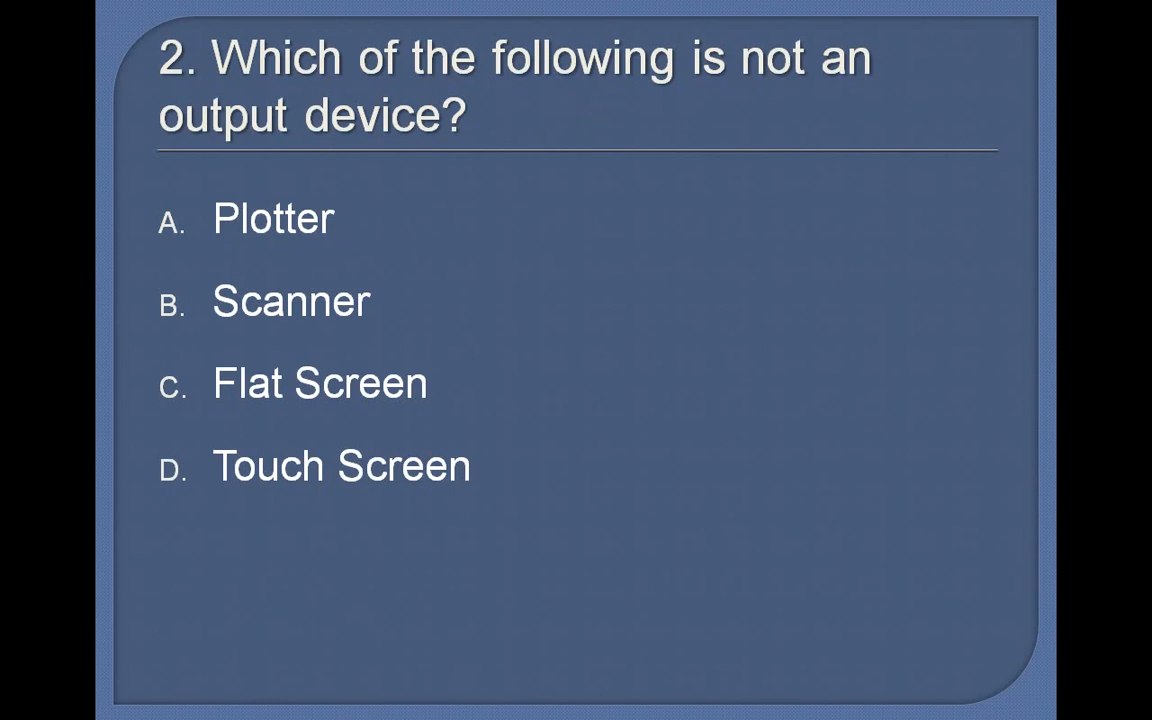 2. Which of the following is not an
output device?
A. Plotter
B. Scanner
C. Flat Screen
D. Touch Screen